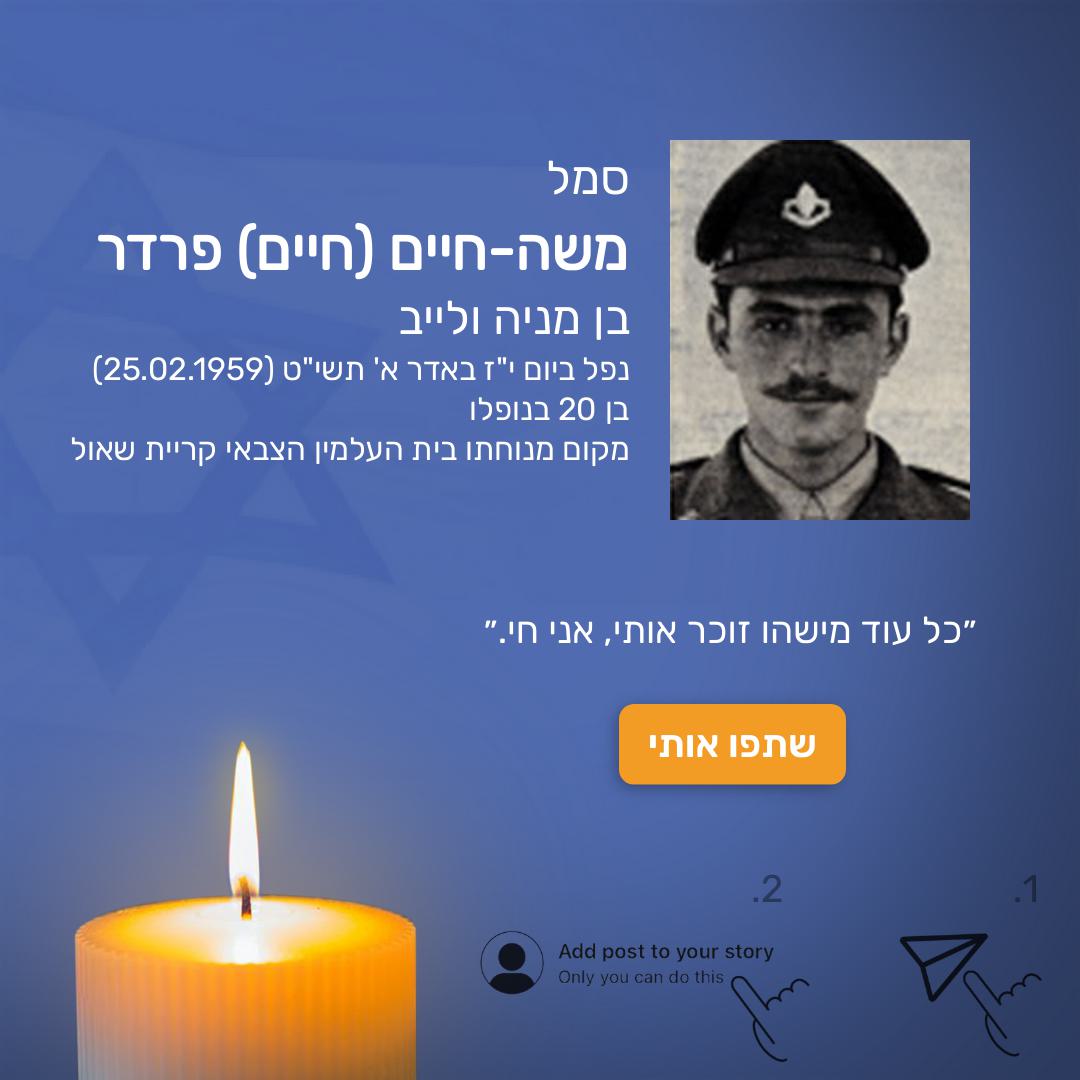 סמל
משה-חיים (חיים) פרדר
בן מניה ולייב
נפל ביום י"ז באדר א' תשי"ט (25.02.1959)
בן 20 בנופלו
מקום מנוחתו בית העלמין הצבאי קריית שאול
״כל עוד מישהו זוכר אותי, אני חי.״
שתפו אותי
1.
2.
Add post to your story
Only you can do this